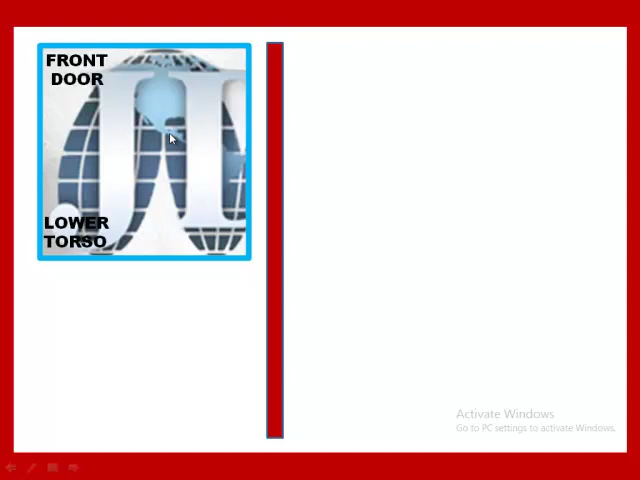 FRONT
DOOR
LOWER
TORSO
Activate Windows
Go to PC settings to activate Windows.